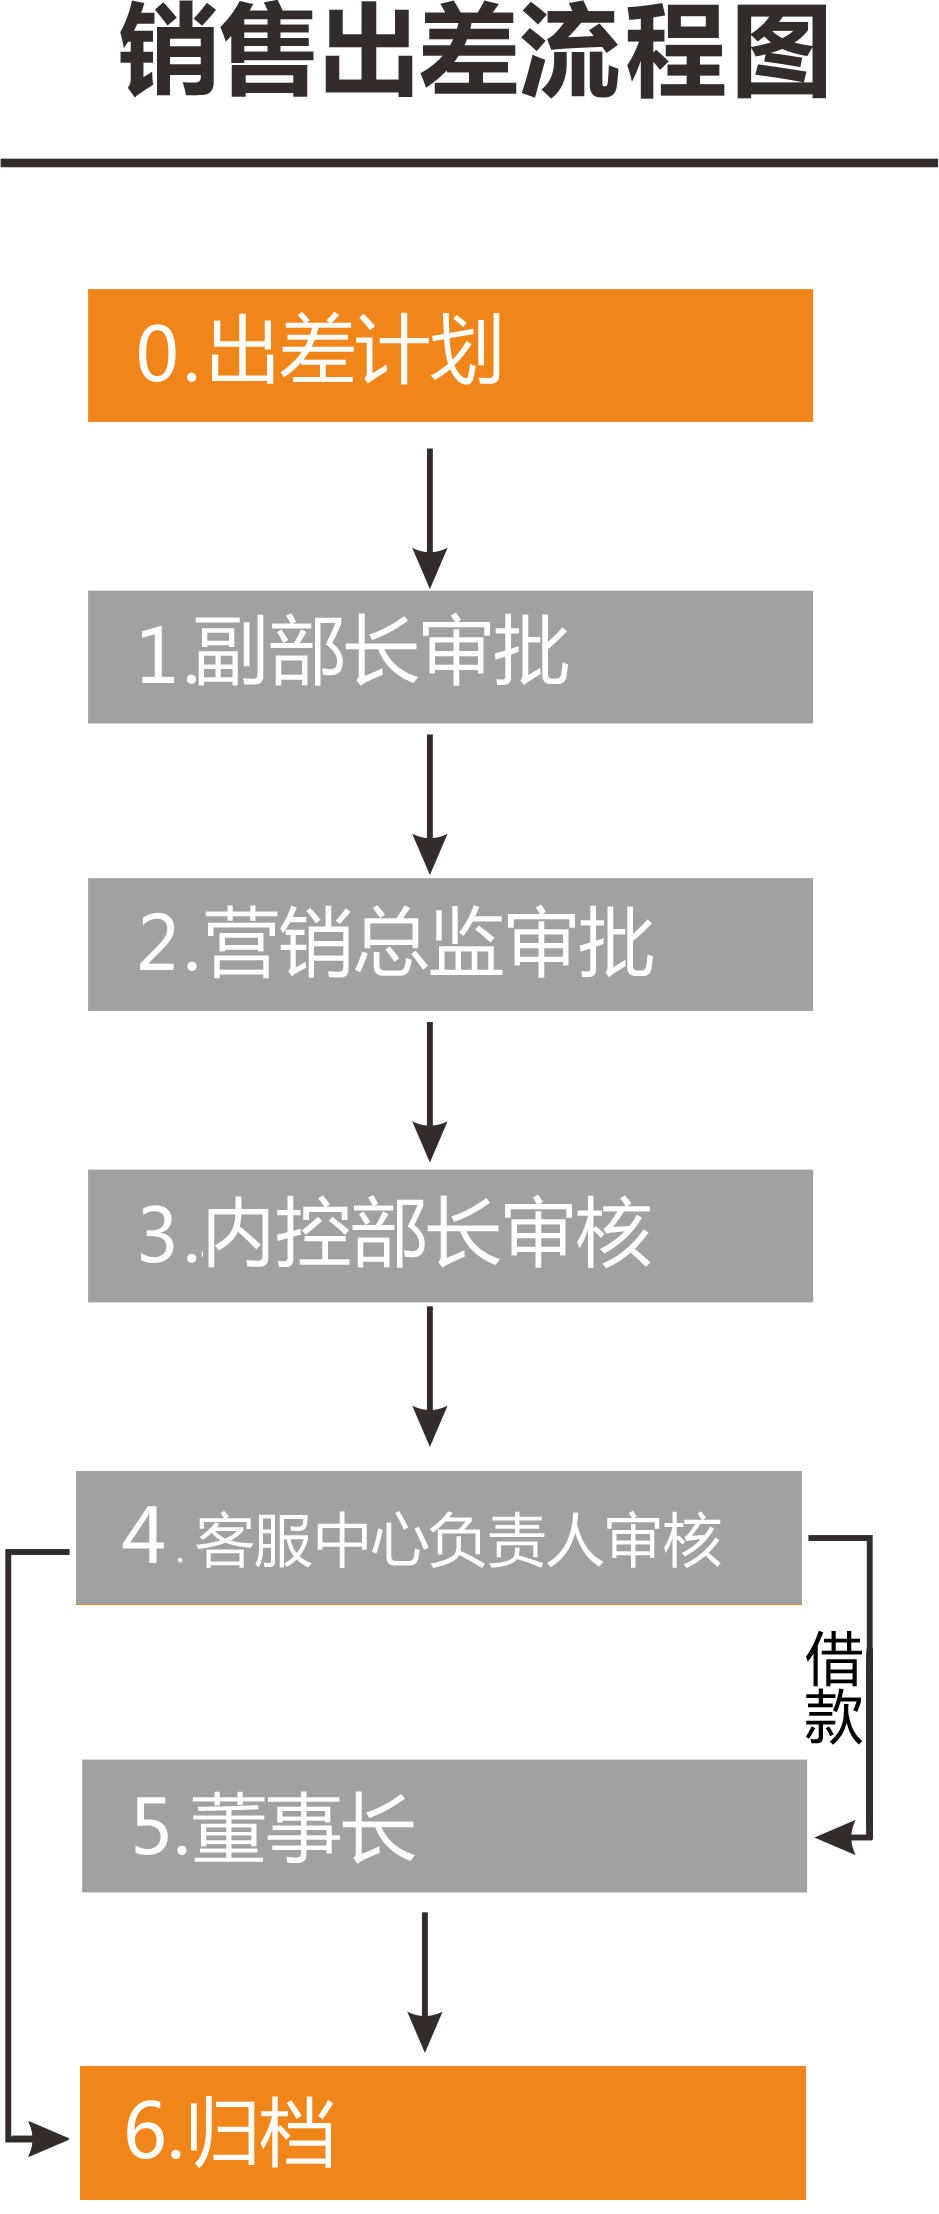 销售出差流程图
0.出差计划
1.副部长审批
2.营销总监审批
3.内控部长审核
4.客服中心负责人审核
借
款
5.董事长
6.归档